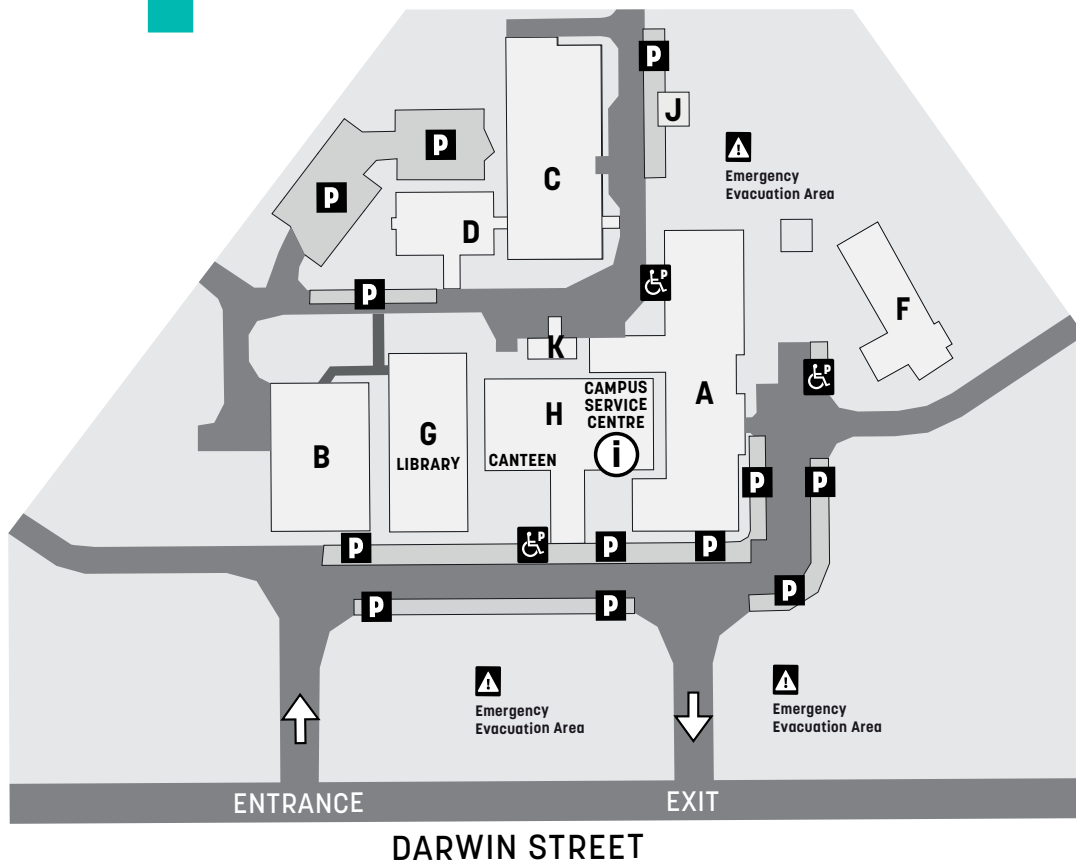 P
J
P
C
Emergency
Evacuation Area
P
D
P
P
F
K
P
CAMPUS
SERVICE
CENTRE
A
H
G
LIBRARY
B
CANTEEN
i
P
P
P
P
P
P
P
P
P
P
Emergency
Evacuation Area
Emergency
Evacuation Area
ENTRANCE
EXIT
DARWIN STREET